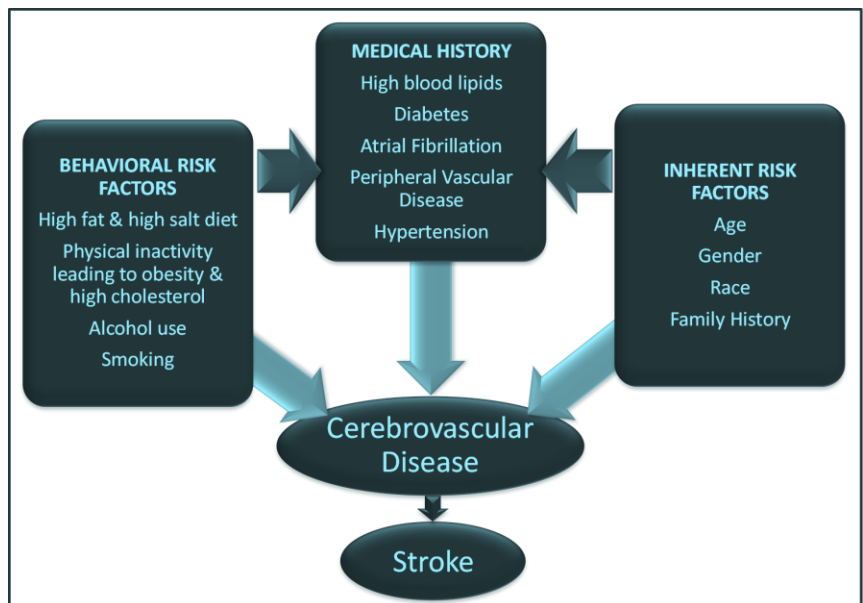 MEDICAL HISTORY
High blood lipids
Diabetes
Atrial Fibrillation
Peripheral Vascular
Disease
Hypertension
BEHAVIORAL RISK
FACTORS
High fat & high salt diet
Physical inactivity
leading to obesity &
high cholesterol
Alcohol use
Smoking
INHERENT RISK
FACTORS
Age
Gender
Race
Family History
Cerebrovascular
Disease
Stroke